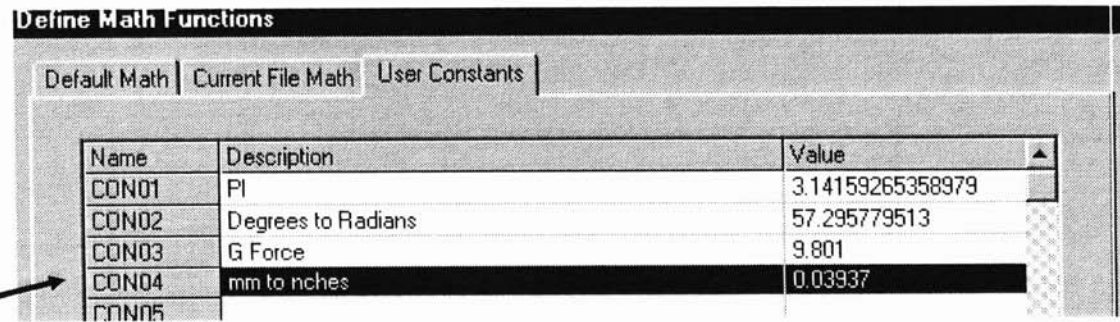 Define Math Functions
Default Math Current File Math User Constants
Name Description Value
CON01 PI 3.14159265358979
CON02 Degrees to Radians 57.295779513
CON03 G Force 9.801
CON04 mm to nches 0.03937
CON05